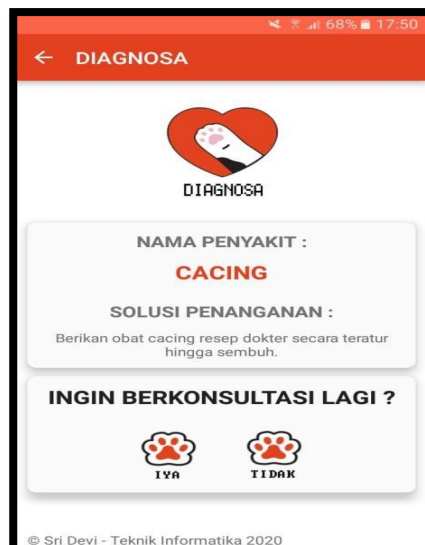 68% 17:50
← DIAGNOSA
DIAGNOSA
NAMA PENYAKIT :
CACING
SOLUSI PENANGANAN :
Berikan obat cacing resep dokter secara teratur
hingga sembuh.
INGIN BERKONSULTASI LAGI ?
IYA TIDAK
© Sri Devi - Teknik Informatika 2020